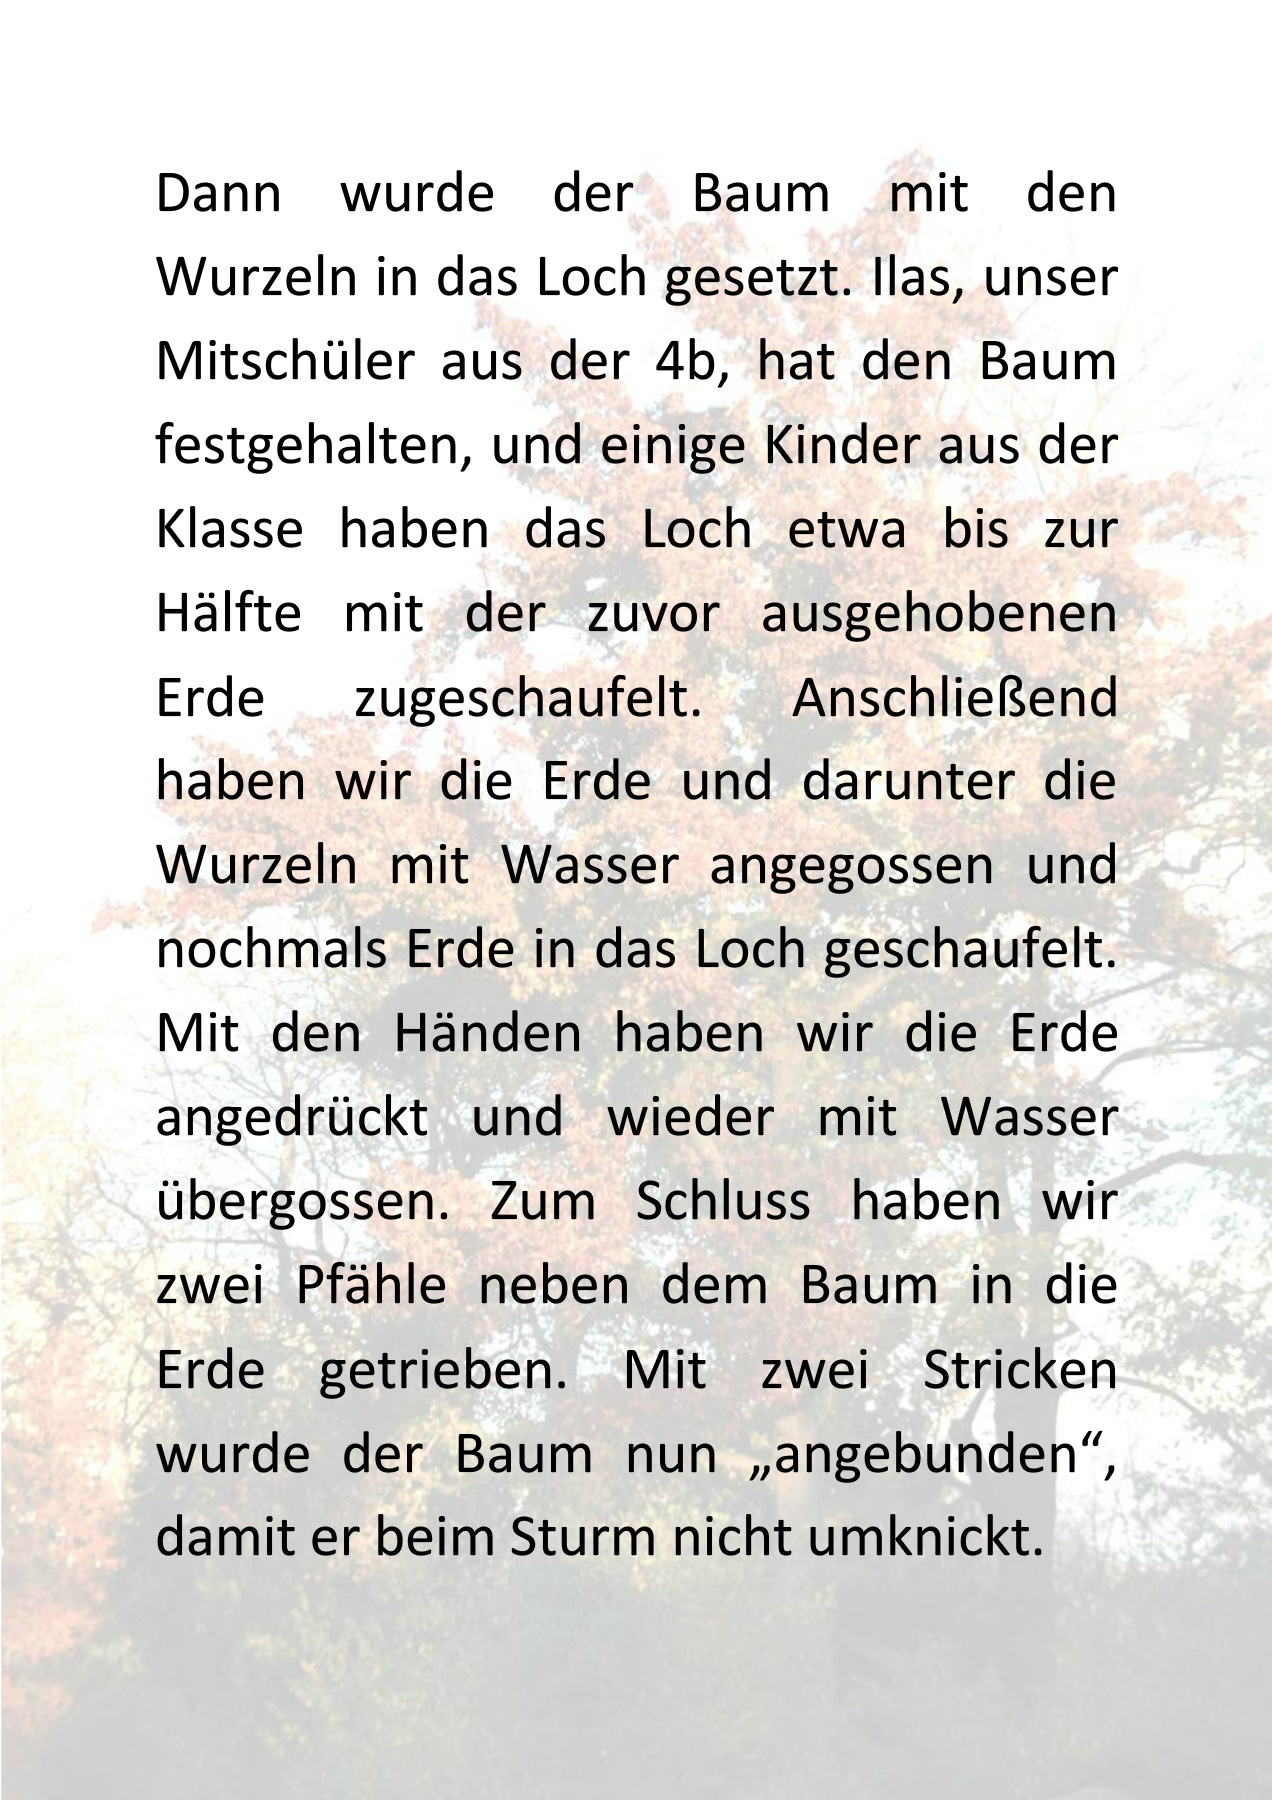 Dann wurde der Baum mit den
Wurzeln in das Loch gesetzt. Ilas, unser
Mitschüler aus der 4b, hat den Baum
festgehalten, und einige Kinder aus der
Klasse haben das Loch etwa bis zur
Hälfte mit der zuvor ausgehobenen
Erde zugeschaufelt. Anschließend
haben wir die Erde und darunter die
Wurzeln mit Wasser angegossen und
nochmals Erde in das Loch geschaufelt.
Mit den Händen haben wir die Erde
angedrückt und wieder mit Wasser
übergossen. Zum Schluss haben wir
zwei Pfähle neben dem Baum in die
Erde getrieben. Mit zwei Stricken
wurde der Baum nun „angebunden“,
damit er beim Sturm nicht umknickt.